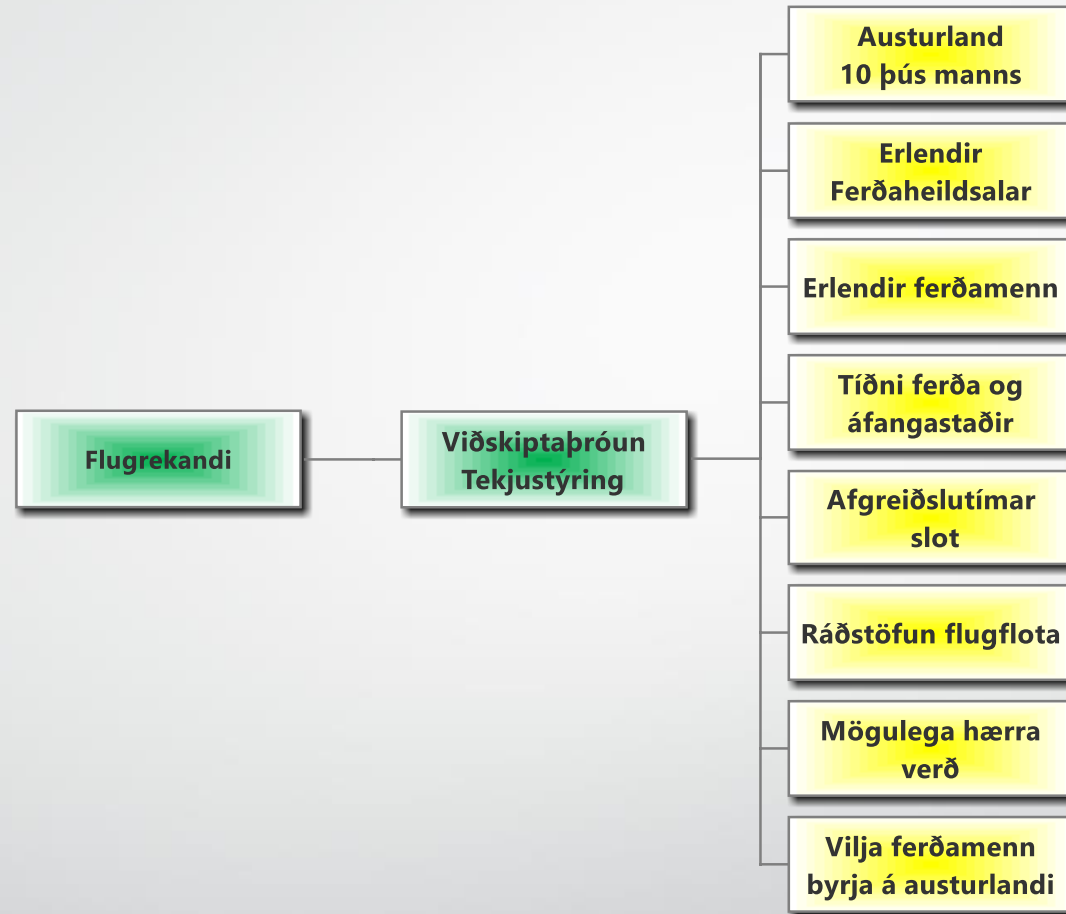 Flugrekandi
Viðskiptaþróun
Tekjustýring
Austurland
10 þús manns
Erlendir
Ferðaheildsalar
Erlendir ferðamenn
Tíðni ferða og
áfangastaðir
Afgreiðslutímar
slot
Ráðstöfun flugflota
Mögulega hærra
verð
Vilja ferðamenn
byrja á austurlandi